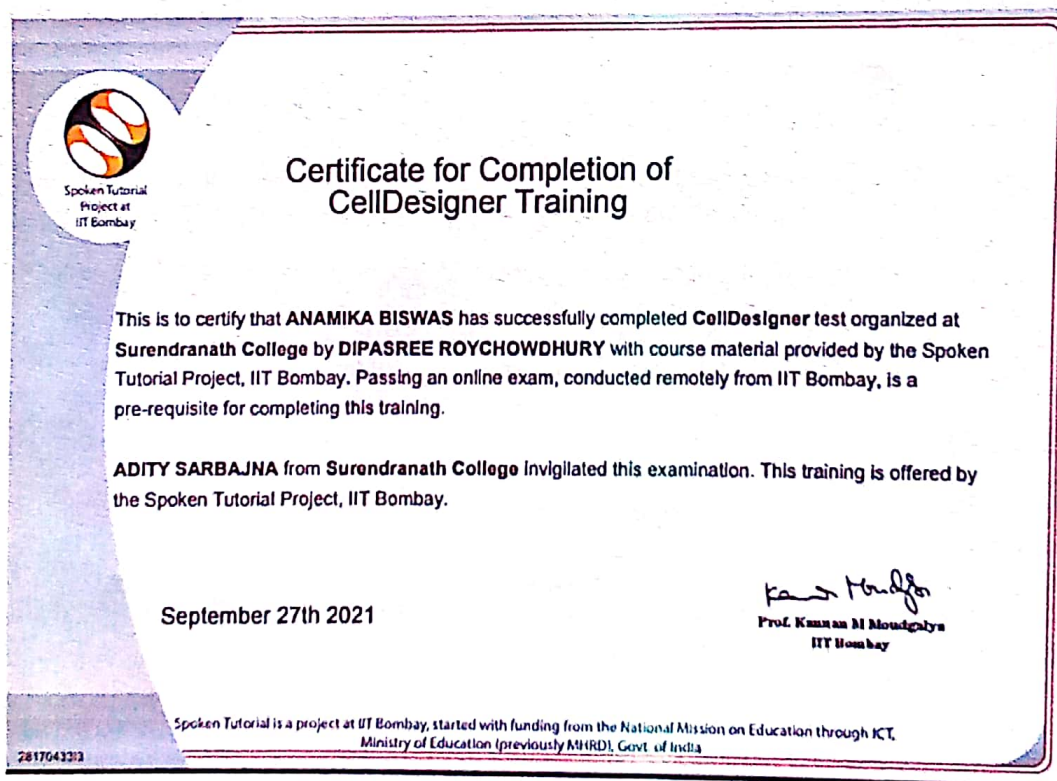 Spoken Tutorial
Project at
IIT Bombay
Certificate for Completion of
CellDesigner Training
This is to certify that ANAMIKA BISWAS has successfully completed CellDesigner test organized at
Surendranath College by DIPASREE ROYCHOWDHURY with course material provided by the Spoken
Tutorial Project, IIT Bombay. Passing an online exam, conducted remotely from IIT Bombay, is a
pre-requisite for completing this training.
ADITY SARBAJNA from Surendranath College invigilated this examination. This training is offered by
the Spoken Tutorial Project, IIT Bombay.
September 27th 2021
Prof. Kannan M Moudgalya
IIT Bombay
Spoken Tutorial is a project at IIT Bombay, started with funding from the National Mission on Education through ICT,
Ministry of Education (previously MHRD), Govt. of India